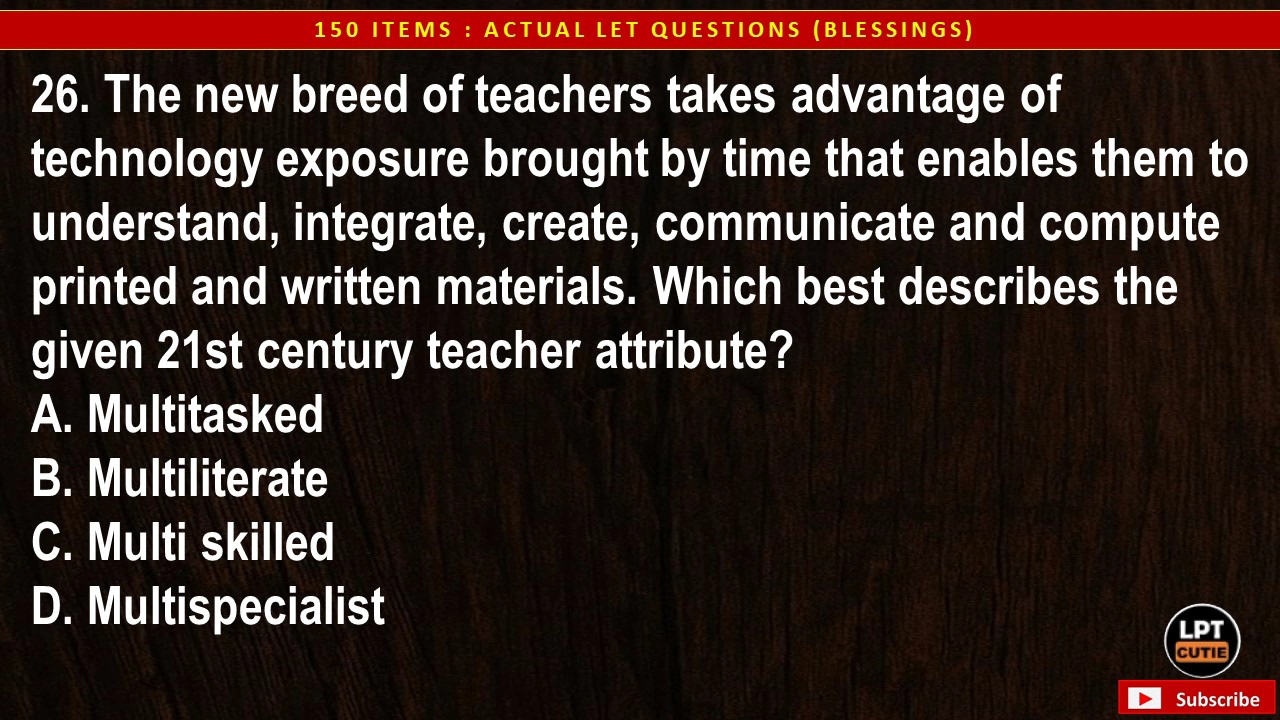 150 ITEMS : ACTUAL LET QUESTIONS (BLESSINGS)
26. The new breed of teachers takes advantage of
technology exposure brought by time that enables them to
understand, integrate, create, communicate and compute
printed and written materials. Which best describes the
given 21st century teacher attribute?
A. Multitasked
B. Multiliterate
C. Multi skilled
D. Multispecialist
LPT
CUTIE
Subscribe